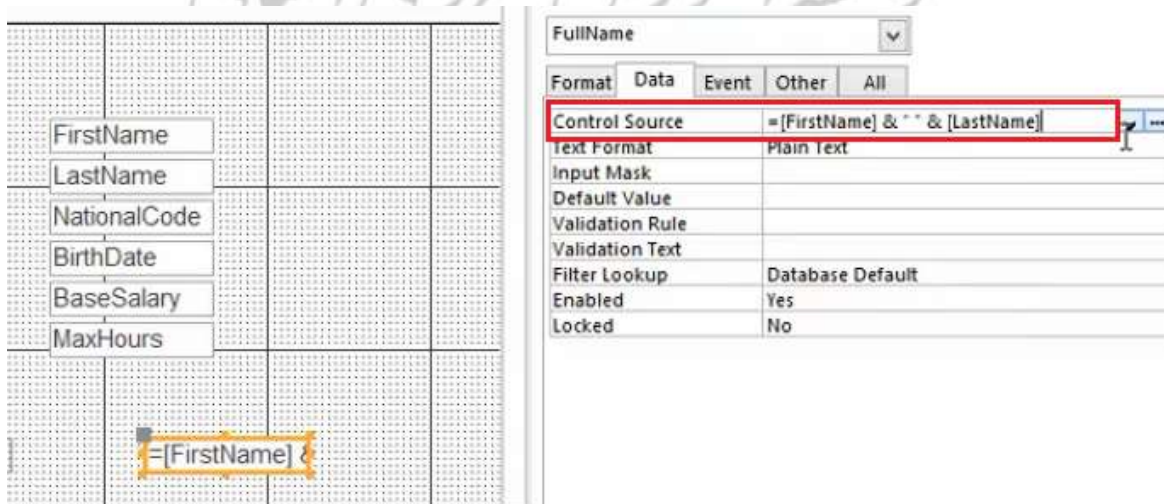 FirstName
LastName
NationalCode
BirthDate
BaseSalary
MaxHours
=[FirstName] &
FullName
Format Data Event Other All
Control Source =[FirstName] & " " & [LastName]
Text Format Plain Text
Input Mask
Default Value
Validation Rule
Validation Text
Filter Lookup Database Default
Enabled Yes
Locked No